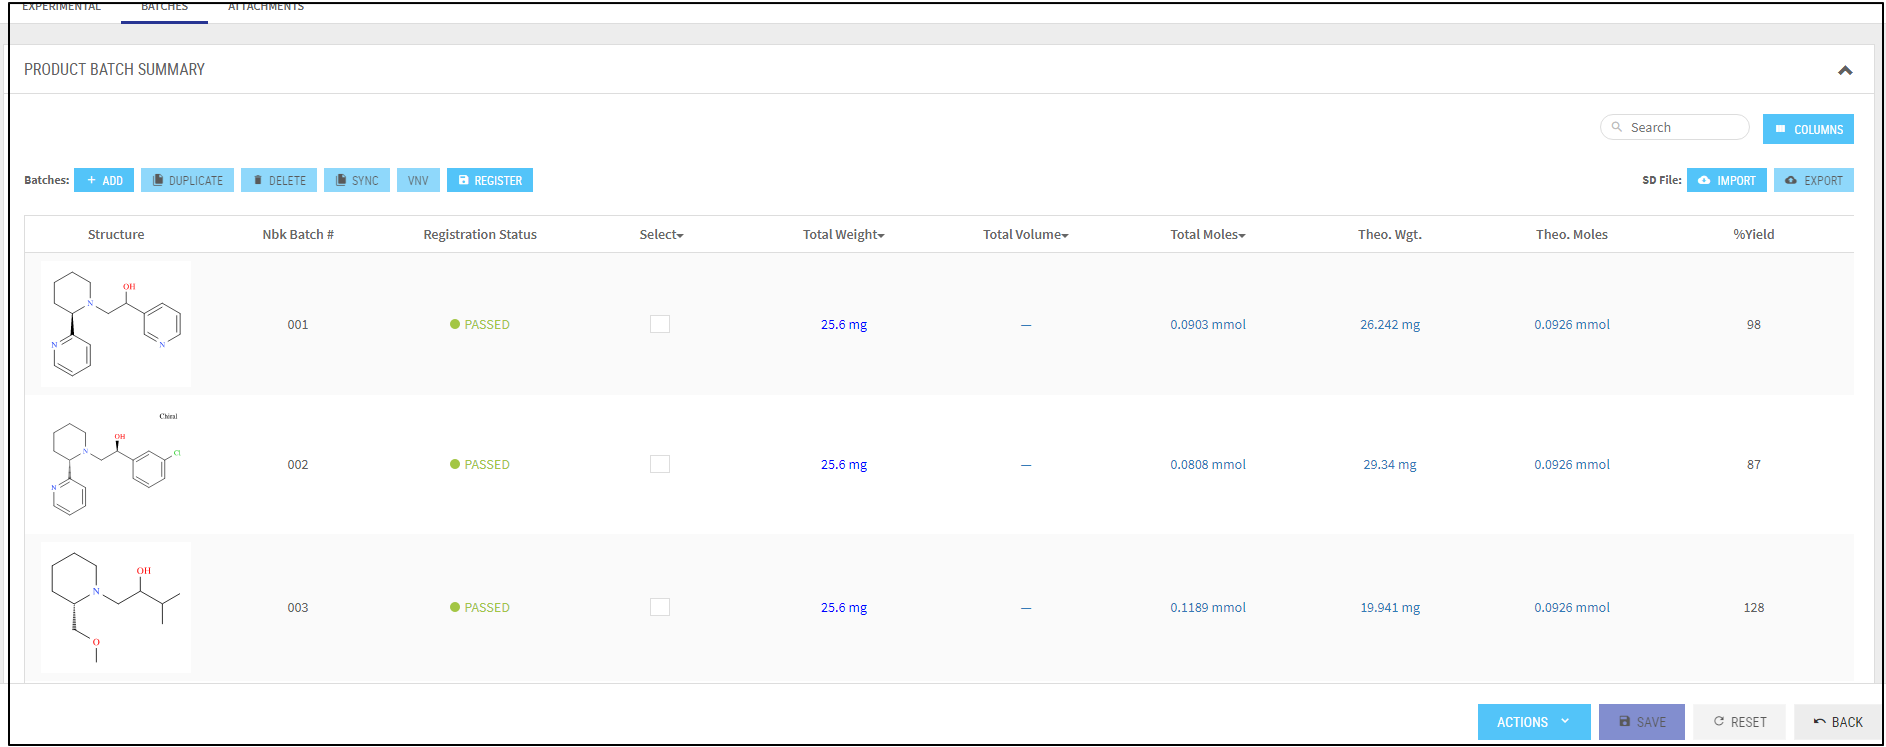 EXPERIMENTAL BATCHES ATTACHMENTS
PRODUCT BATCH SUMMARY
Search COLUMNS
Batches: + ADD DUPLICATE DELETE SYNC VNV REGISTER SD File: IMPORT EXPORT
Structure Nbk Batch # Registration Status Select Total Weight Total Volume Total Moles Theo. Wgt. Theo. Moles %Yield
OH
N
N
N
001 PASSED 25.6 mg — 0.0903 mmol 26.242 mg 0.0926 mmol 98
Chiral
OH
N
Cl
N
002 PASSED 25.6 mg — 0.0808 mmol 29.34 mg 0.0926 mmol 87
OH
N
O
003 PASSED 25.6 mg — 0.1189 mmol 19.941 mg 0.0926 mmol 128
ACTIONS SAVE RESET BACK